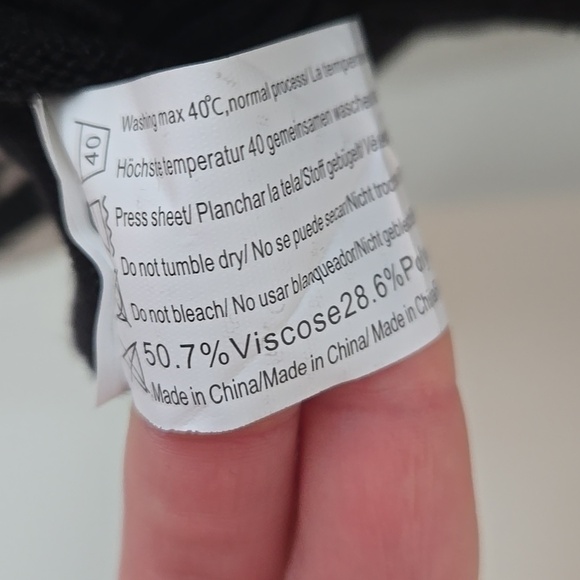 40
Washing max 40℃,normal process/ La
Höchstetemperatur 40 gemeinsamen
Press sheet/ Planchar la tela/Stoff gebügelt/
Do not tumble dry/ No se puede secar/Nicht
Do not bleach/ No usar blanqueador/Nicht
50.7%Viscose28.6%
Made in China/Made in China/ Made in